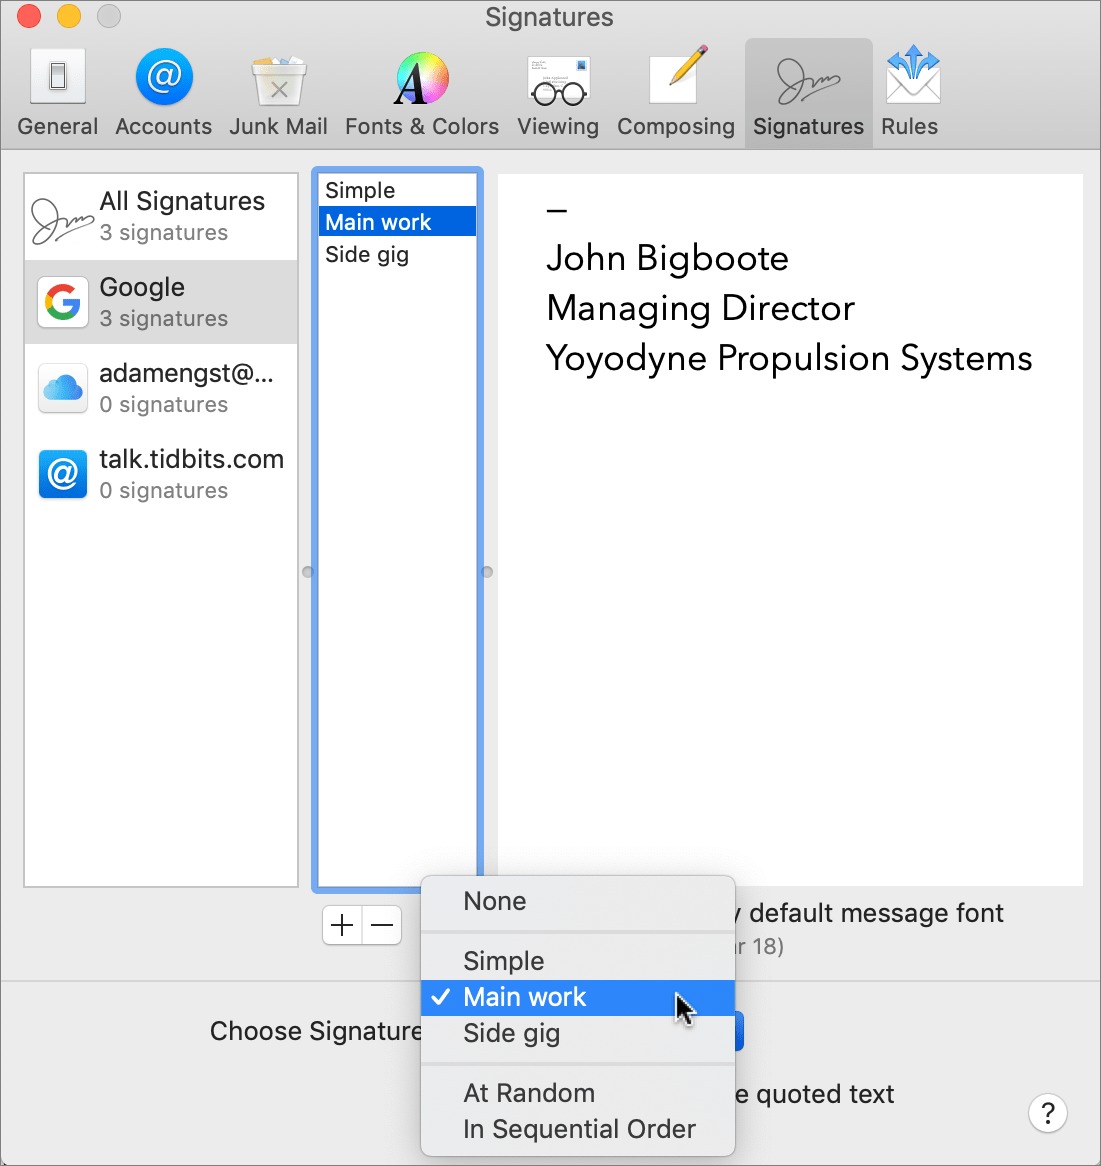 Signatures
General Accounts Junk Mail Fonts & Colors Viewing Composing Signatures Rules
All Signatures
3 signatures
Google
3 signatures
adamengst@...
0 signatures
talk.tidbits.com
0 signatures
Simple
Main work
Side gig
—
John Bigboote
Managing Director
Yoyodyne Propulsion Systems
y default message font
r 18)
Choose Signature
None
Simple
✓ Main work
Side gig
At Random
In Sequential Order
e quoted text
?